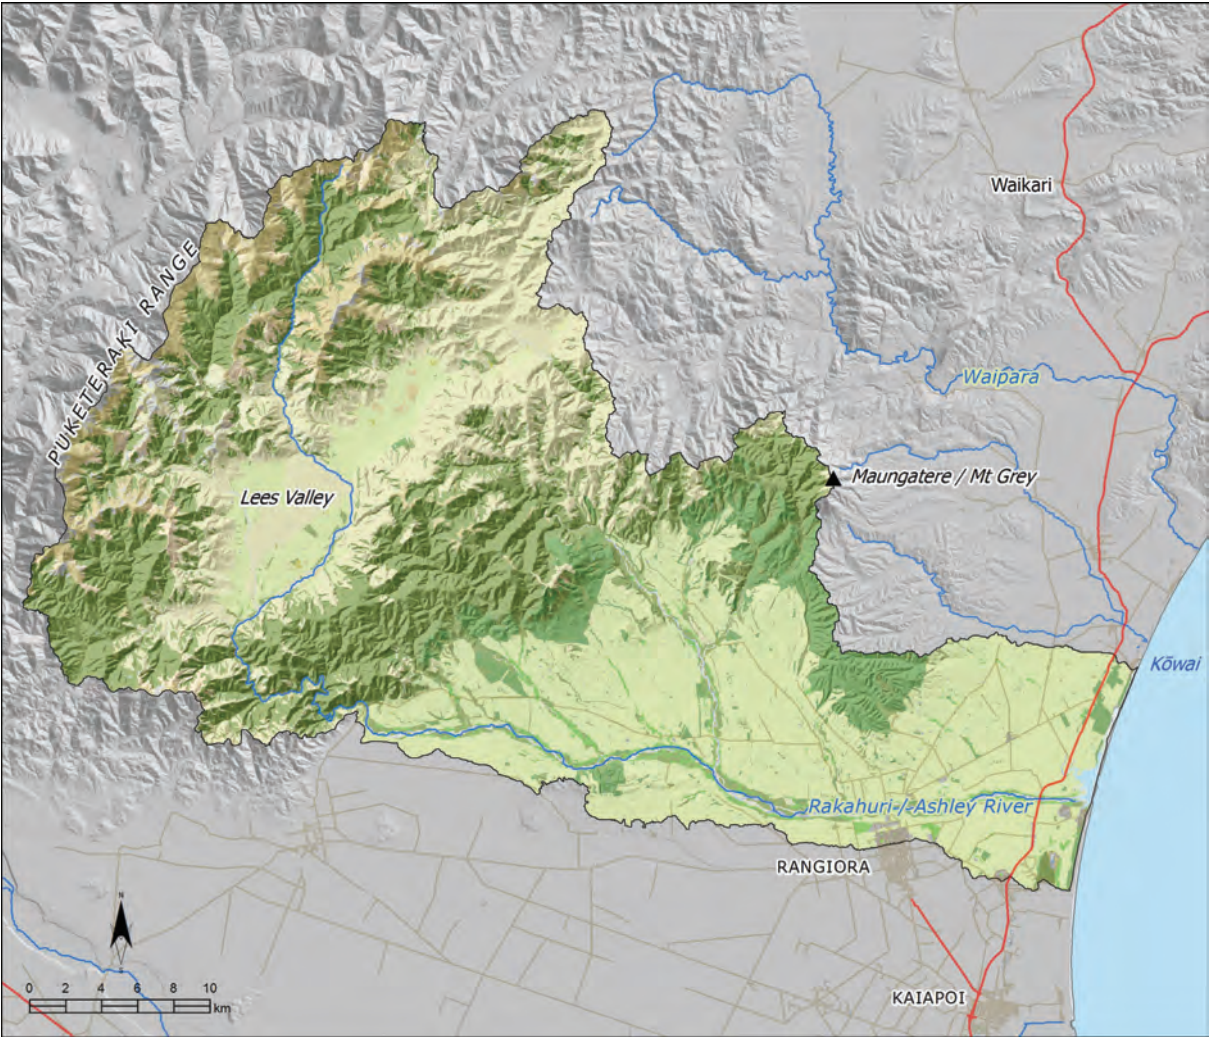 Waikari
PUKETERAKI RANGE
Waipara
Maungatere / Mt Grey
Lees Valley
Kōwai
Rakahuri / Ashley River
RANGIORA
N
S
KAIAPOI
0 2 4 6 8 10
km